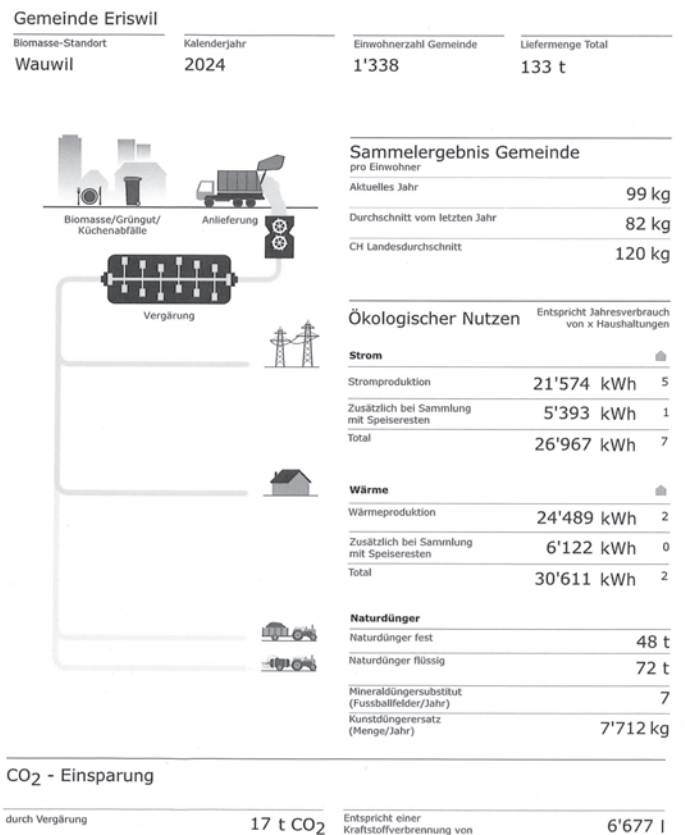 Gemeinde Eriswil
Biomasse-Standort
Wauwil
Kalenderjahr
2024
Einwohnerzahl Gemeinde
1'338
Liefermenge Total
133 t
Biomasse/Grüngut/
Küchenabfälle
Anlieferung
Vergärung
Sammelergebnis Gemeinde
pro Einwohner
Aktuelles Jahr 99 kg
Durchschnitt vom letzten Jahr 82 kg
CH Landesdurchschnitt 120 kg
Ökologischer Nutzen
Entspricht Jahresverbrauch
von x Haushaltungen
Strom
Stromproduktion 21'574 kWh 5
Zusätzlich bei Sammlung
mit Speiseresten 5'393 kWh 1
Total 26'967 kWh 7
Wärme
Wärmeproduktion 24'489 kWh 2
Zusätzlich bei Sammlung
mit Speiseresten 6'122 kWh 0
Total 30'611 kWh 2
Naturdünger
Naturdünger fest 48 t
Naturdünger flüssig 72 t
Mineraldüngersubstitut
(Fussballfelder/Jahr) 7
Kunstdüngerersatz
(Menge/Jahr) 7'712 kg
CO2 - Einsparung
durch Vergärung 17 t CO2
Entspricht einer
Kraftstoffverbrennung von 6'677 l